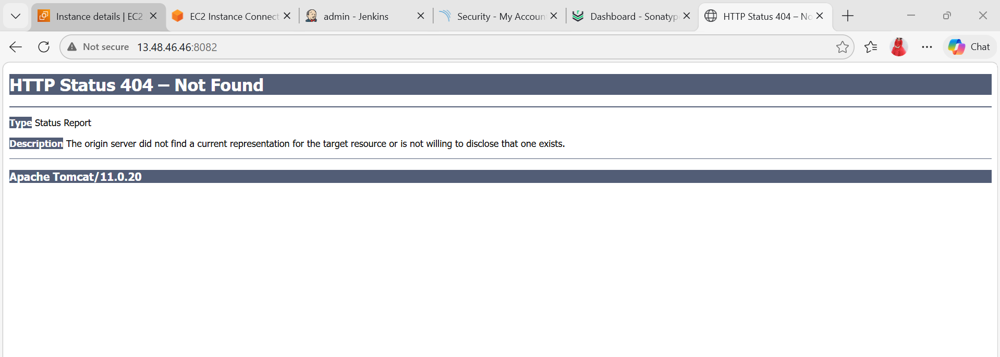 Instance details | EC2
EC2 Instance Connect
admin - Jenkins
Security - My Accoun
Dashboard - Sonatyp
HTTP Status 404 – No
Not secure
13.48.46.46:8082
Chat
HTTP Status 404 – Not Found
Type Status Report
Description The origin server did not find a current representation for the target resource or is not willing to disclose that one exists.
Apache Tomcat/11.0.20